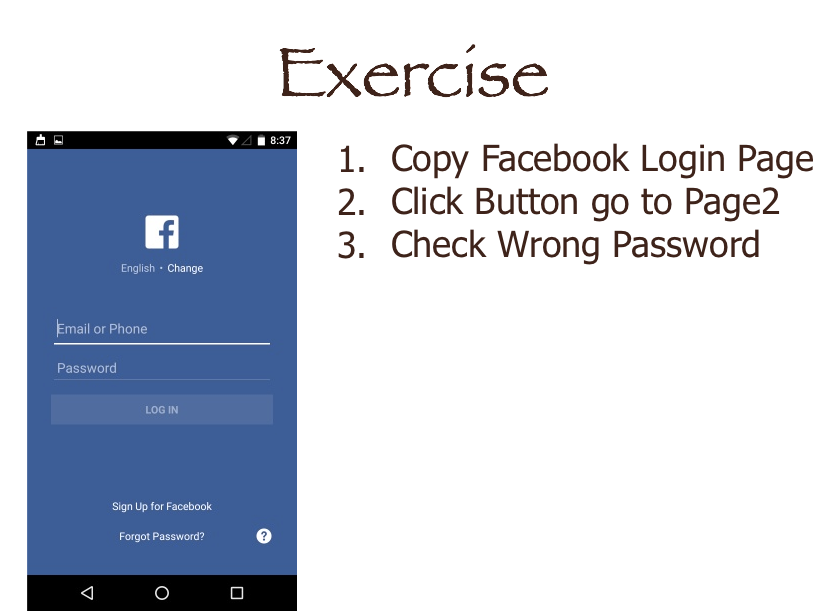 Exercise
8:37
English • Change
Email or Phone
Password
LOG IN
Sign Up for Facebook
Forgot Password?
?
1. Copy Facebook Login Page
2. Click Button go to Page2
3. Check Wrong Password